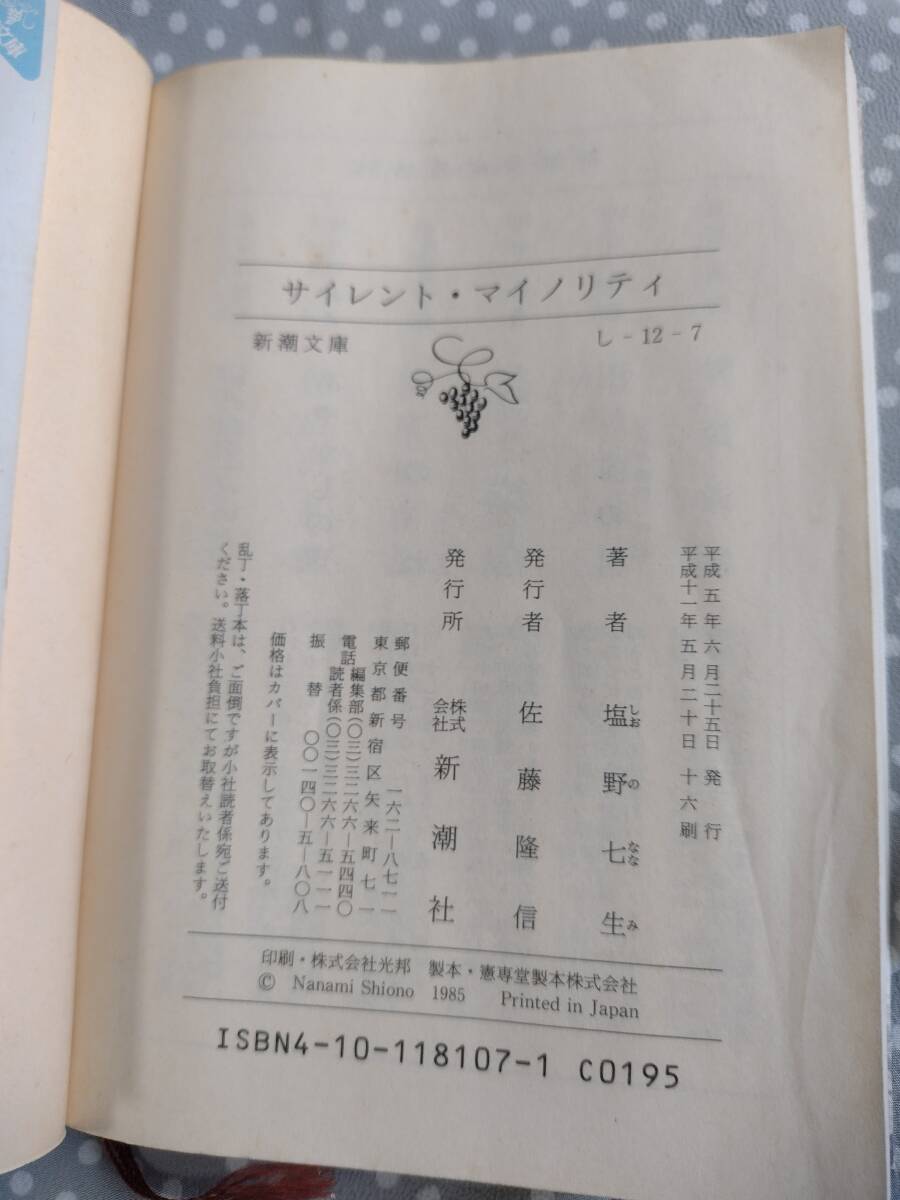 サイレント・マイノリティ
新潮文庫
し-12-7
平成五年六月二十五日発行
平成十一年五月二十日十六刷
著者 塩野七生
しおのななみ
発行者 佐藤隆信
発行所 株式会社新潮社
郵便番号 一六二―八七一一
東京都新宿区矢来町七一
電話編集部(〇三)三二六六―五四四〇
読者係(〇三)三二六六―五一一一
振替 〇〇一四〇―五―八〇八
価格はカバーに表示してあります。
乱丁・落丁本は、ご面倒ですが小社読者係宛ご送付
ください。送料小社負担にてお取替えいたします。
印刷・株式会社光邦 製本・憲専堂製本株式会社
© Nanami Shiono 1985 Printed in Japan
ISBN4-10-118107-1 C0195